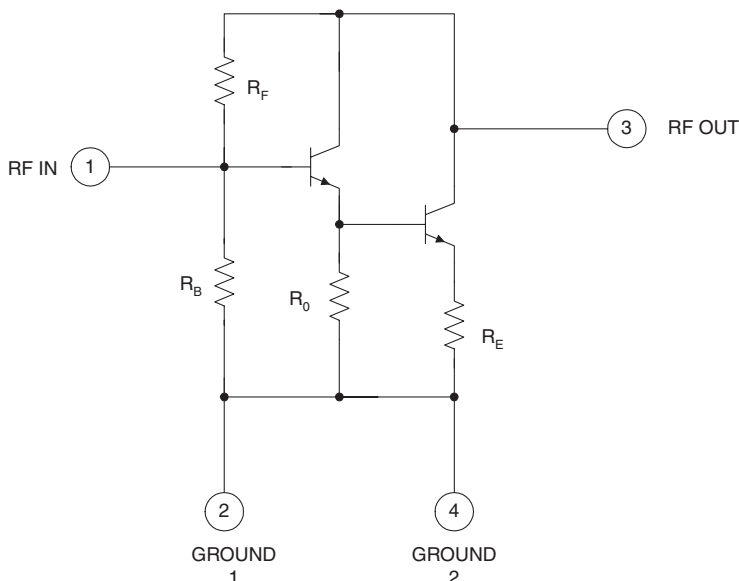 R_F
RF IN 1
3 RF OUT
R_B
R_0
R_E
2
4
GROUND
1
GROUND
2